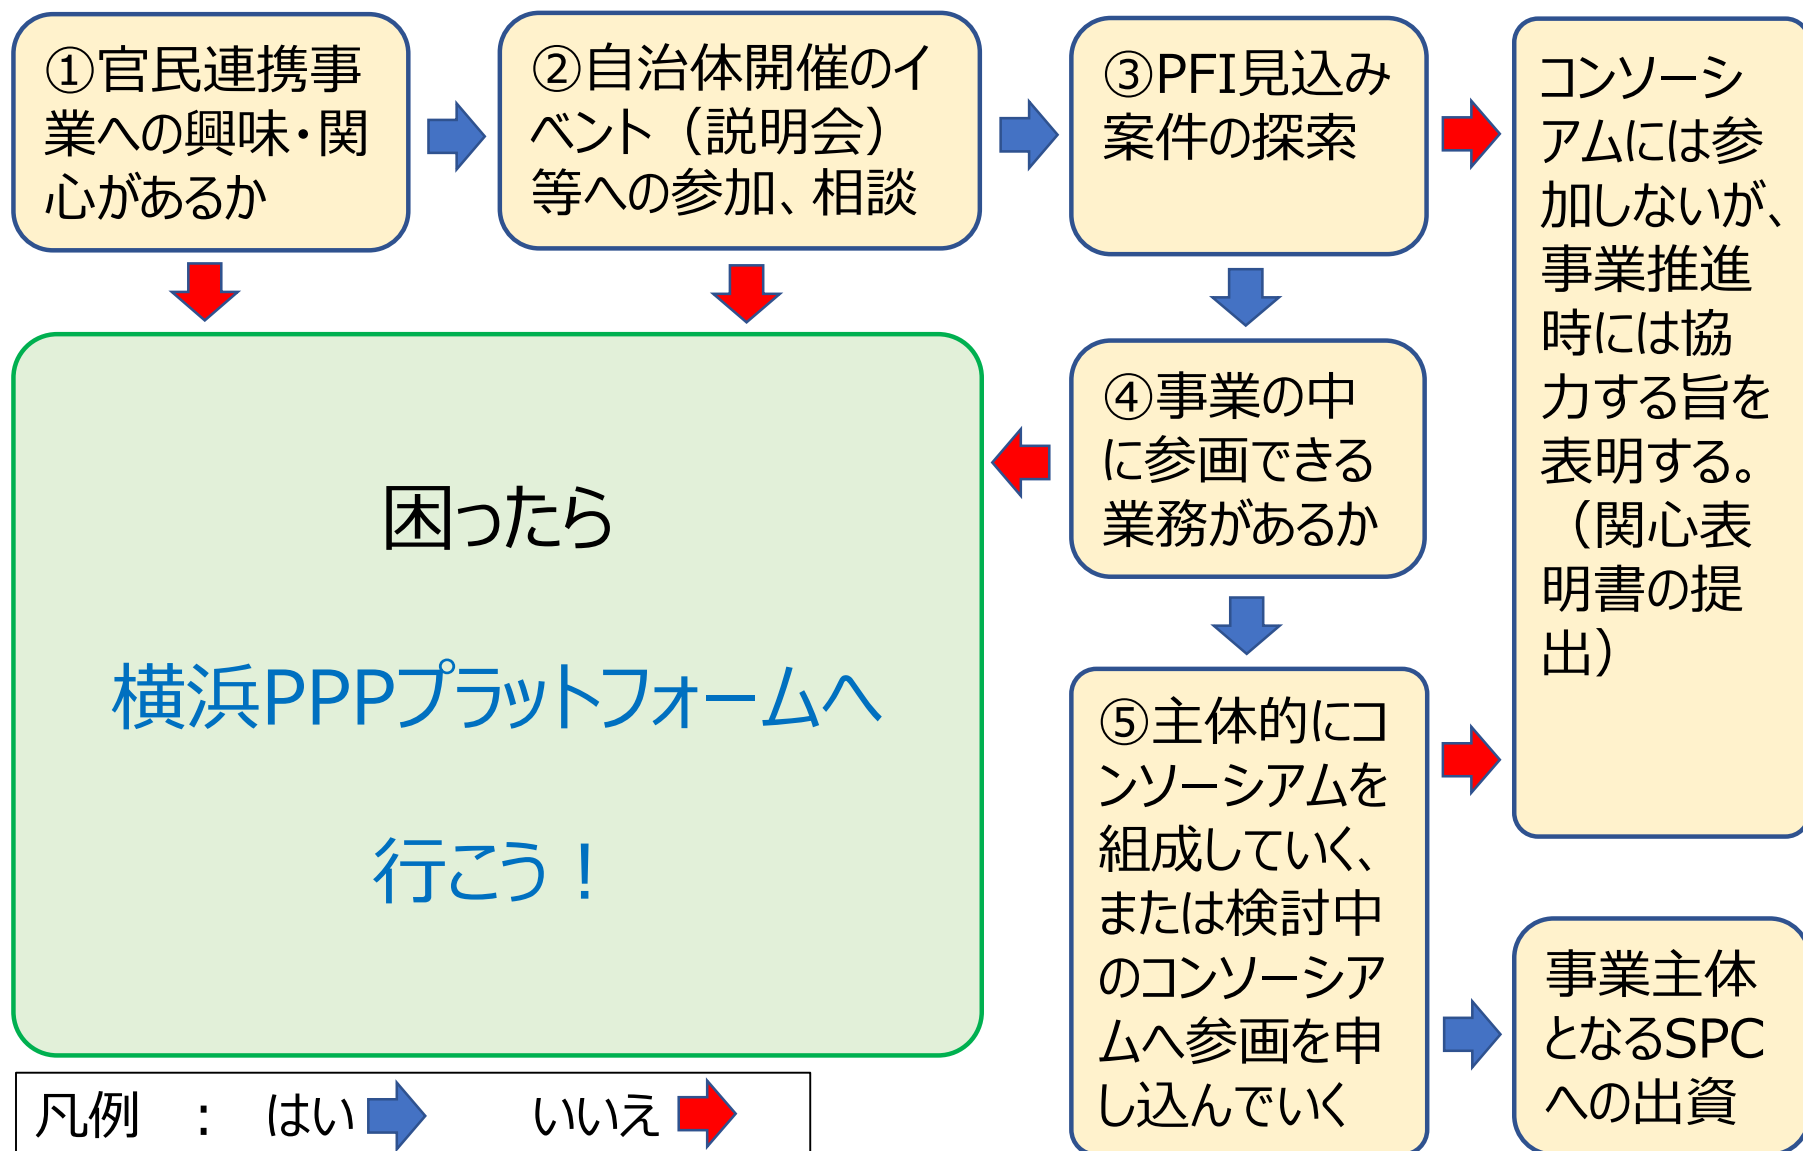 ①官民連携事
業への興味・関
心があるか
②自治体開催のイ
ベント（説明会）
等への参加、相談
③PFI見込み
案件の探索
コンソーシ
アムには参
加しないが、
事業推進
時には協
力する旨を
表明する。
（関心表
明書の提
出）
④事業の中
に参画できる
業務があるか
困ったら
横浜PPPプラットフォームへ
行こう！
⑤主体的にコ
ンソーシアムを
組成していく、
または検討中
のコンソーシア
ムへ参画を申
し込んでいく
事業主体
となるSPC
への出資
凡例　：　はい　いいえ